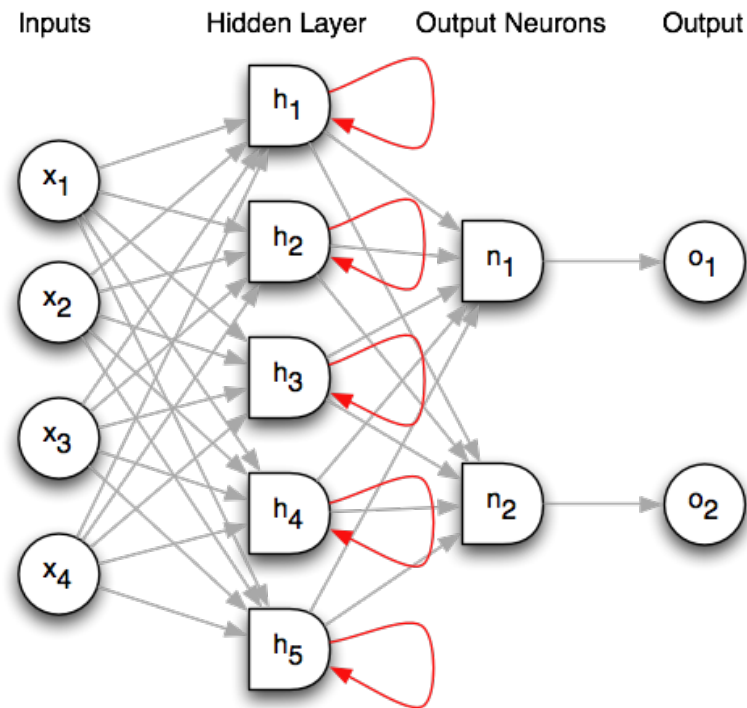 Inputs Hidden Layer Output Neurons Output
h1
x1
h2
n1 o1
x2
h3
x3
h4
n2 o2
x4
h5